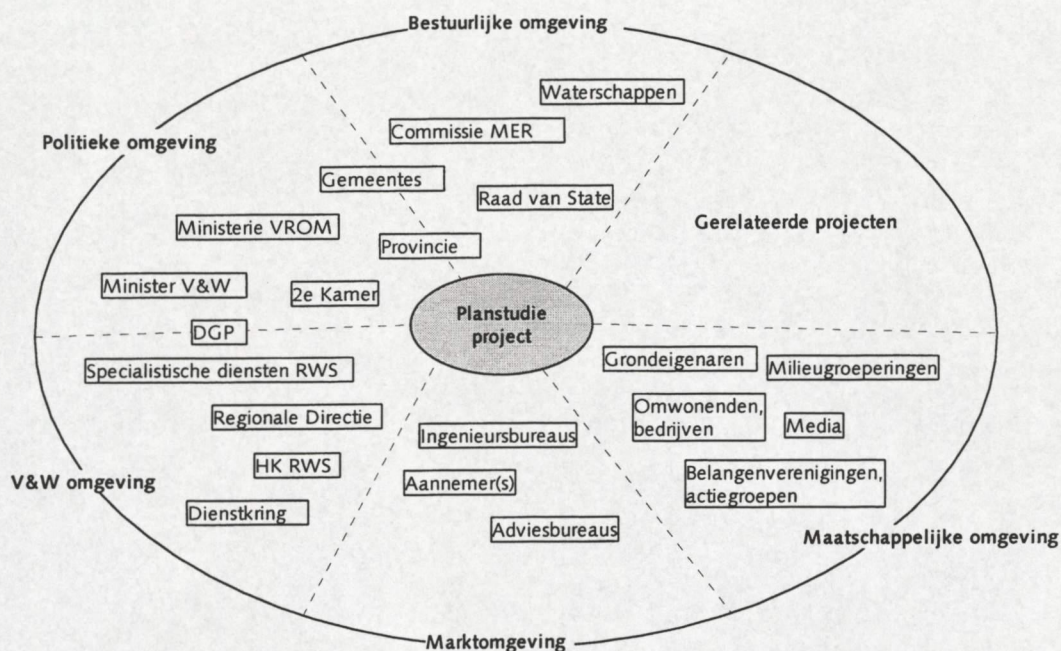 Bestuurlijke omgeving
Waterschappen
Commissie MER
Politieke omgeving
Gemeentes
Raad van State
Ministerie VROM
Gerelateerde projecten
Provincie
Minister V&W
2e Kamer
Planstudie
project
DGP
Grondeigenaren
Milieugroeperingen
Specialistische diensten RWS
Omwonenden,
bedrijven
Media
Regionale Directie
Ingenieursbureaus
HK RWS
Belangenverenigingen,
actiegroepen
V&W omgeving
Aannemer(s)
Dienstkring
Adviesbureaus
Maatschappelijke omgeving
Marktomgeving